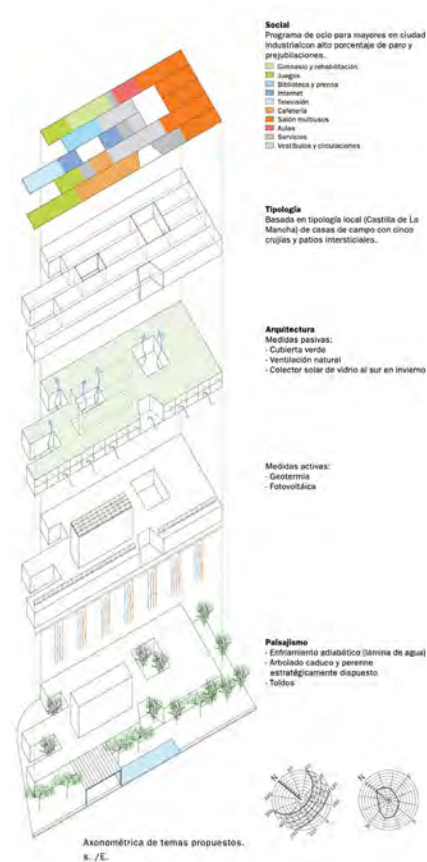 Social
Programa de ocio para mayores en ciudad
industrialcon alto porcentaje de paro y
prejubilaciones.
Gimnasio y rehabilitación
Juegos
Biblioteca y prensa
Internet
Televisión
Cafetería
Salón multiusos
Aulas
Servicios
Vestíbulos y circulaciones
Tipología
Basada en tipología local (Castilla de La
Mancha) de casas de campo con cinco
crujías y patios intersticiales.
Arquitectura
Medidas pasivas:
- Cubierta verde
- Ventilación natural
- Colector solar de vidrio al sur en invierno
Medidas activas:
- Geotermia
- Fotovoltáica
Paisajismo
- Enfriamiento adiabático (lámina de agua)
- Arbolado caduco y perenne
estratégicamente dispuesto
- Toldos
N
N
Axonométrica de temas propuestos.
s. /E.